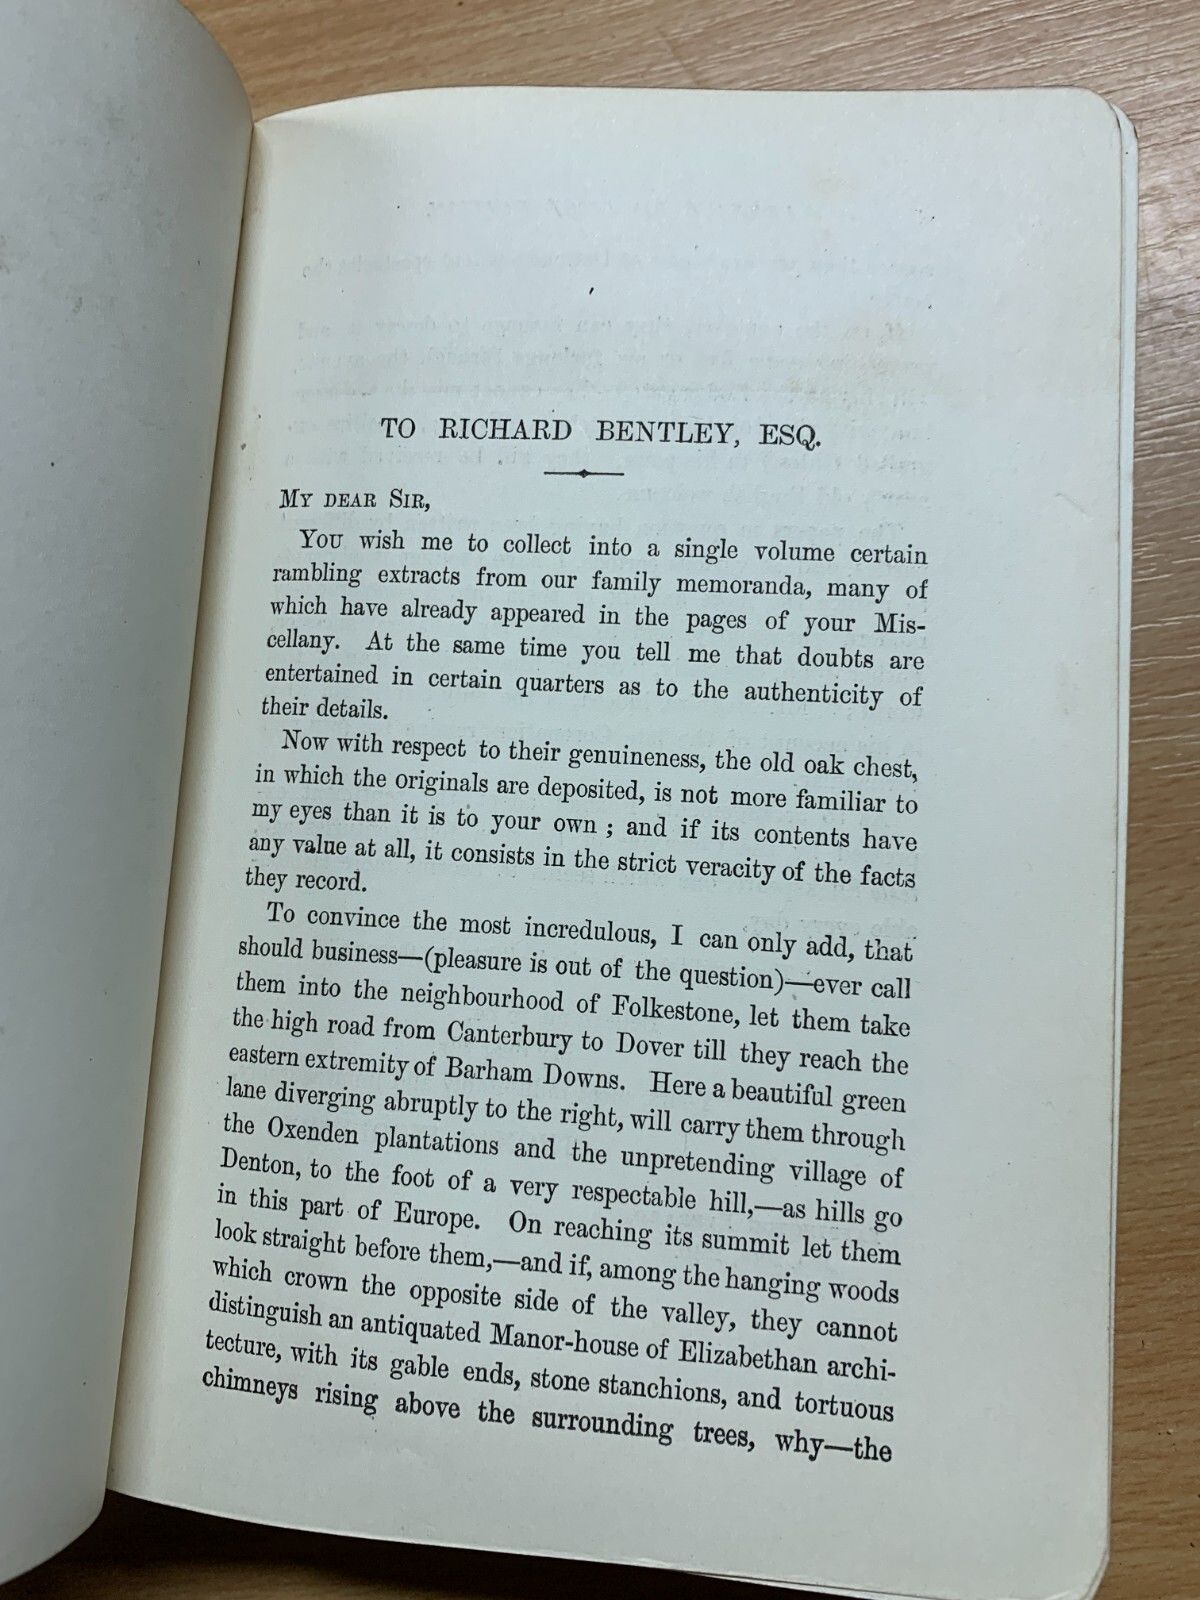 TO RICHARD BENTLEY, ESQ.
MY DEAR SIR,
You wish me to collect into a single volume certain
rambling extracts from our family memoranda, many of
which have already appeared in the pages of your Mis-
cellany. At the same time you tell me that doubts are
entertained in certain quarters as to the authenticity of
their details.
Now with respect to their genuineness, the old oak chest,
in which the originals are deposited, is not more familiar to
my eyes than it is to your own ; and if its contents have
any value at all, it consists in the strict veracity of the facts
they record.
To convince the most incredulous, I can only add, that
should business—(pleasure is out of the question)—ever call
them into the neighbourhood of Folkestone, let them take
the high road from Canterbury to Dover till they reach the
eastern extremity of Barham Downs. Here a beautiful green
lane diverging abruptly to the right, will carry them through
the Oxenden plantations and the unpretending village of
Denton, to the foot of a very respectable hill,—as hills go
in this part of Europe. On reaching its summit let them
look straight before them,—and if, among the hanging woods
which crown the opposite side of the valley, they cannot
distinguish an antiquated Manor-house of Elizabethan archi-
tecture, with its gable ends, stone stanchions, and tortuous
chimneys rising above the surrounding trees, why—the